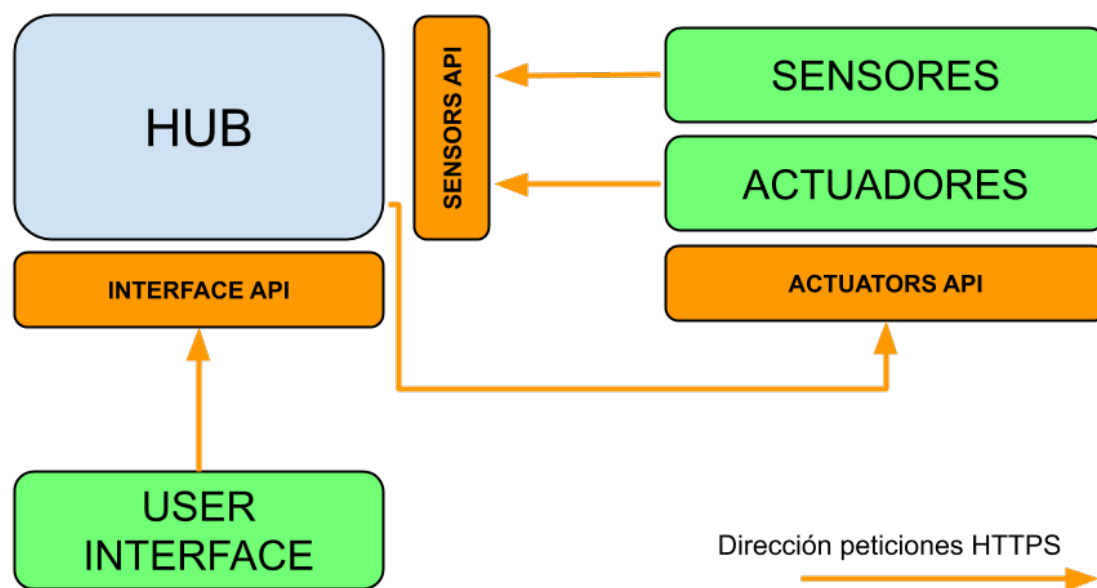 HUB
SENSORS API
SENSORES
ACTUADORES
INTERFACE API
ACTUATORS API
USER
INTERFACE
Dirección peticiones HTTPS